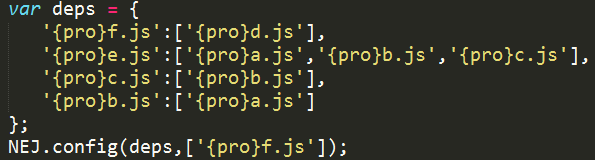 var deps = {
'{pro}f.js':['{pro}d.js'],
'{pro}e.js':['{pro}a.js','{pro}b.js','{pro}c.js'],
'{pro}c.js':['{pro}b.js'],
'{pro}b.js':['{pro}a.js']
};
NEJ.config(deps,['{pro}f.js']);